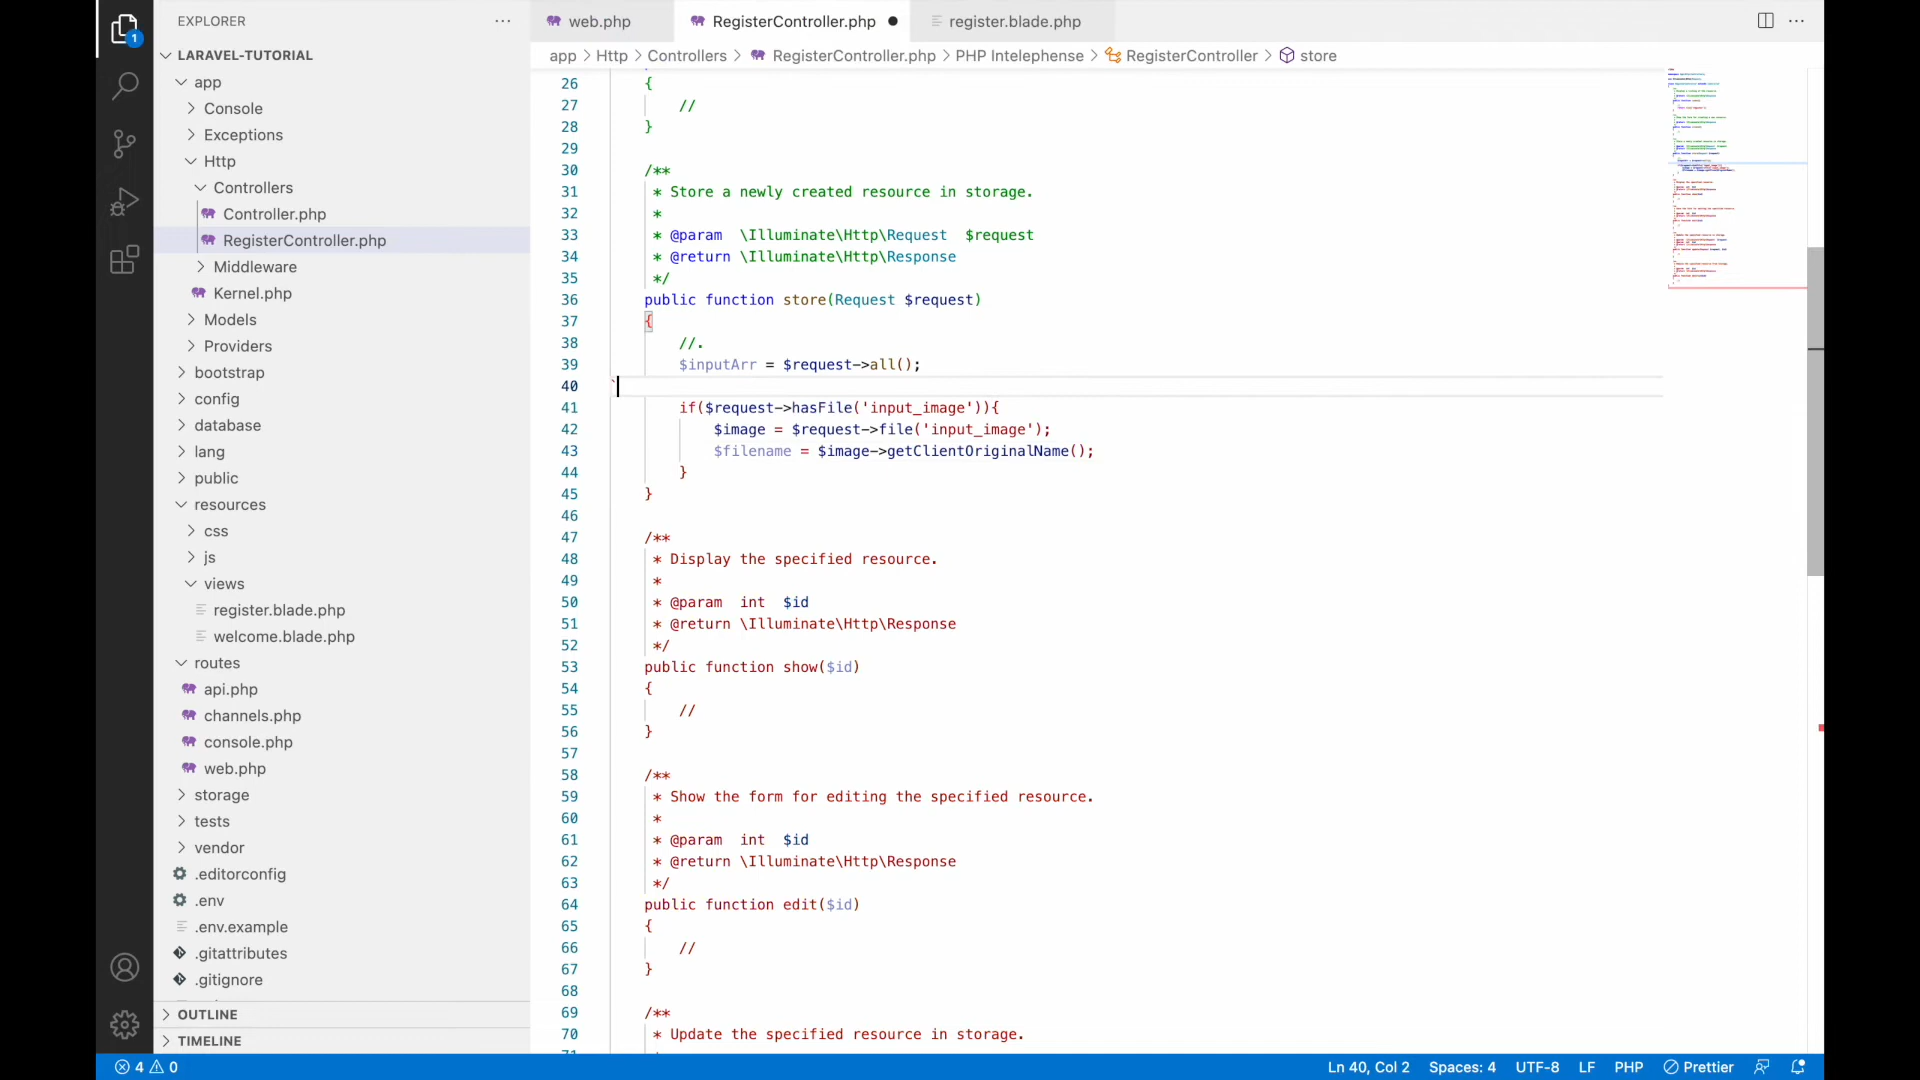 EXPLORER
LARAVEL-TUTORIAL
app
Console
Exceptions
Http
Controllers
Controller.php
RegisterController.php
Middleware
Kernel.php
Models
Providers
bootstrap
config
database
lang
public
resources
css
js
views
register.blade.php
welcome.blade.php
routes
api.php
channels.php
console.php
web.php
storage
tests
vendor
.editorconfig
.env
.env.example
.gitattributes
.gitignore
OUTLINE
TIMELINE
1
web.php RegisterController.php register.blade.php
app > Http > Controllers > RegisterController.php > PHP Intelephense > RegisterController > store
26 {
27 //
28 }
29
30 /**
31 * Store a newly created resource in storage.
32 *
33 * @param \Illuminate\Http\Request $request
34 * @return \Illuminate\Http\Response
35 */
36 public function store(Request $request)
37 {
38 //.
39 $inputArr = $request->all();
40 `
41 if($request->hasFile('input_image')){
42 $image = $request->file('input_image');
43 $filename = $image->getClientOriginalName();
44 }
45 }
46
47 /**
48 * Display the specified resource.
49 *
50 * @param int $id
51 * @return \Illuminate\Http\Response
52 */
53 public function show($id)
54 {
55 //
56 }
57
58 /**
59 * Show the form for editing the specified resource.
60 *
61 * @param int $id
62 * @return \Illuminate\Http\Response
63 */
64 public function edit($id)
65 {
66 //
67 }
68
69 /**
70 * Update the specified resource in storage.
4 0 Ln 40, Col 2 Spaces: 4 UTF-8 LF PHP Prettier